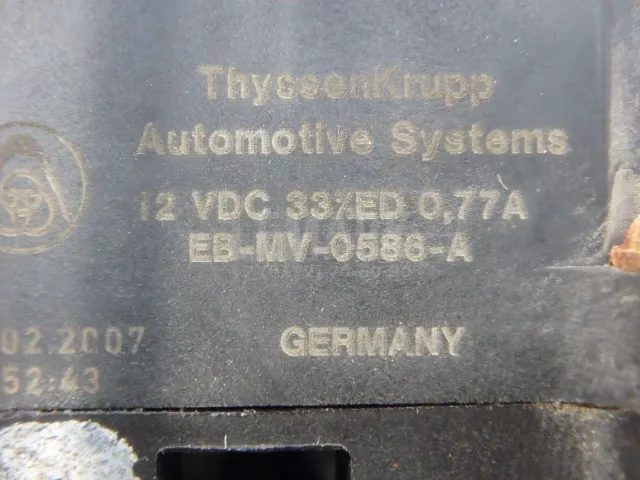 ThyssenKrupp
Automotive Systems
12 VDC 33%ED 0,77A
EB-MV-0586-A
02.2007
GERMANY
52:43